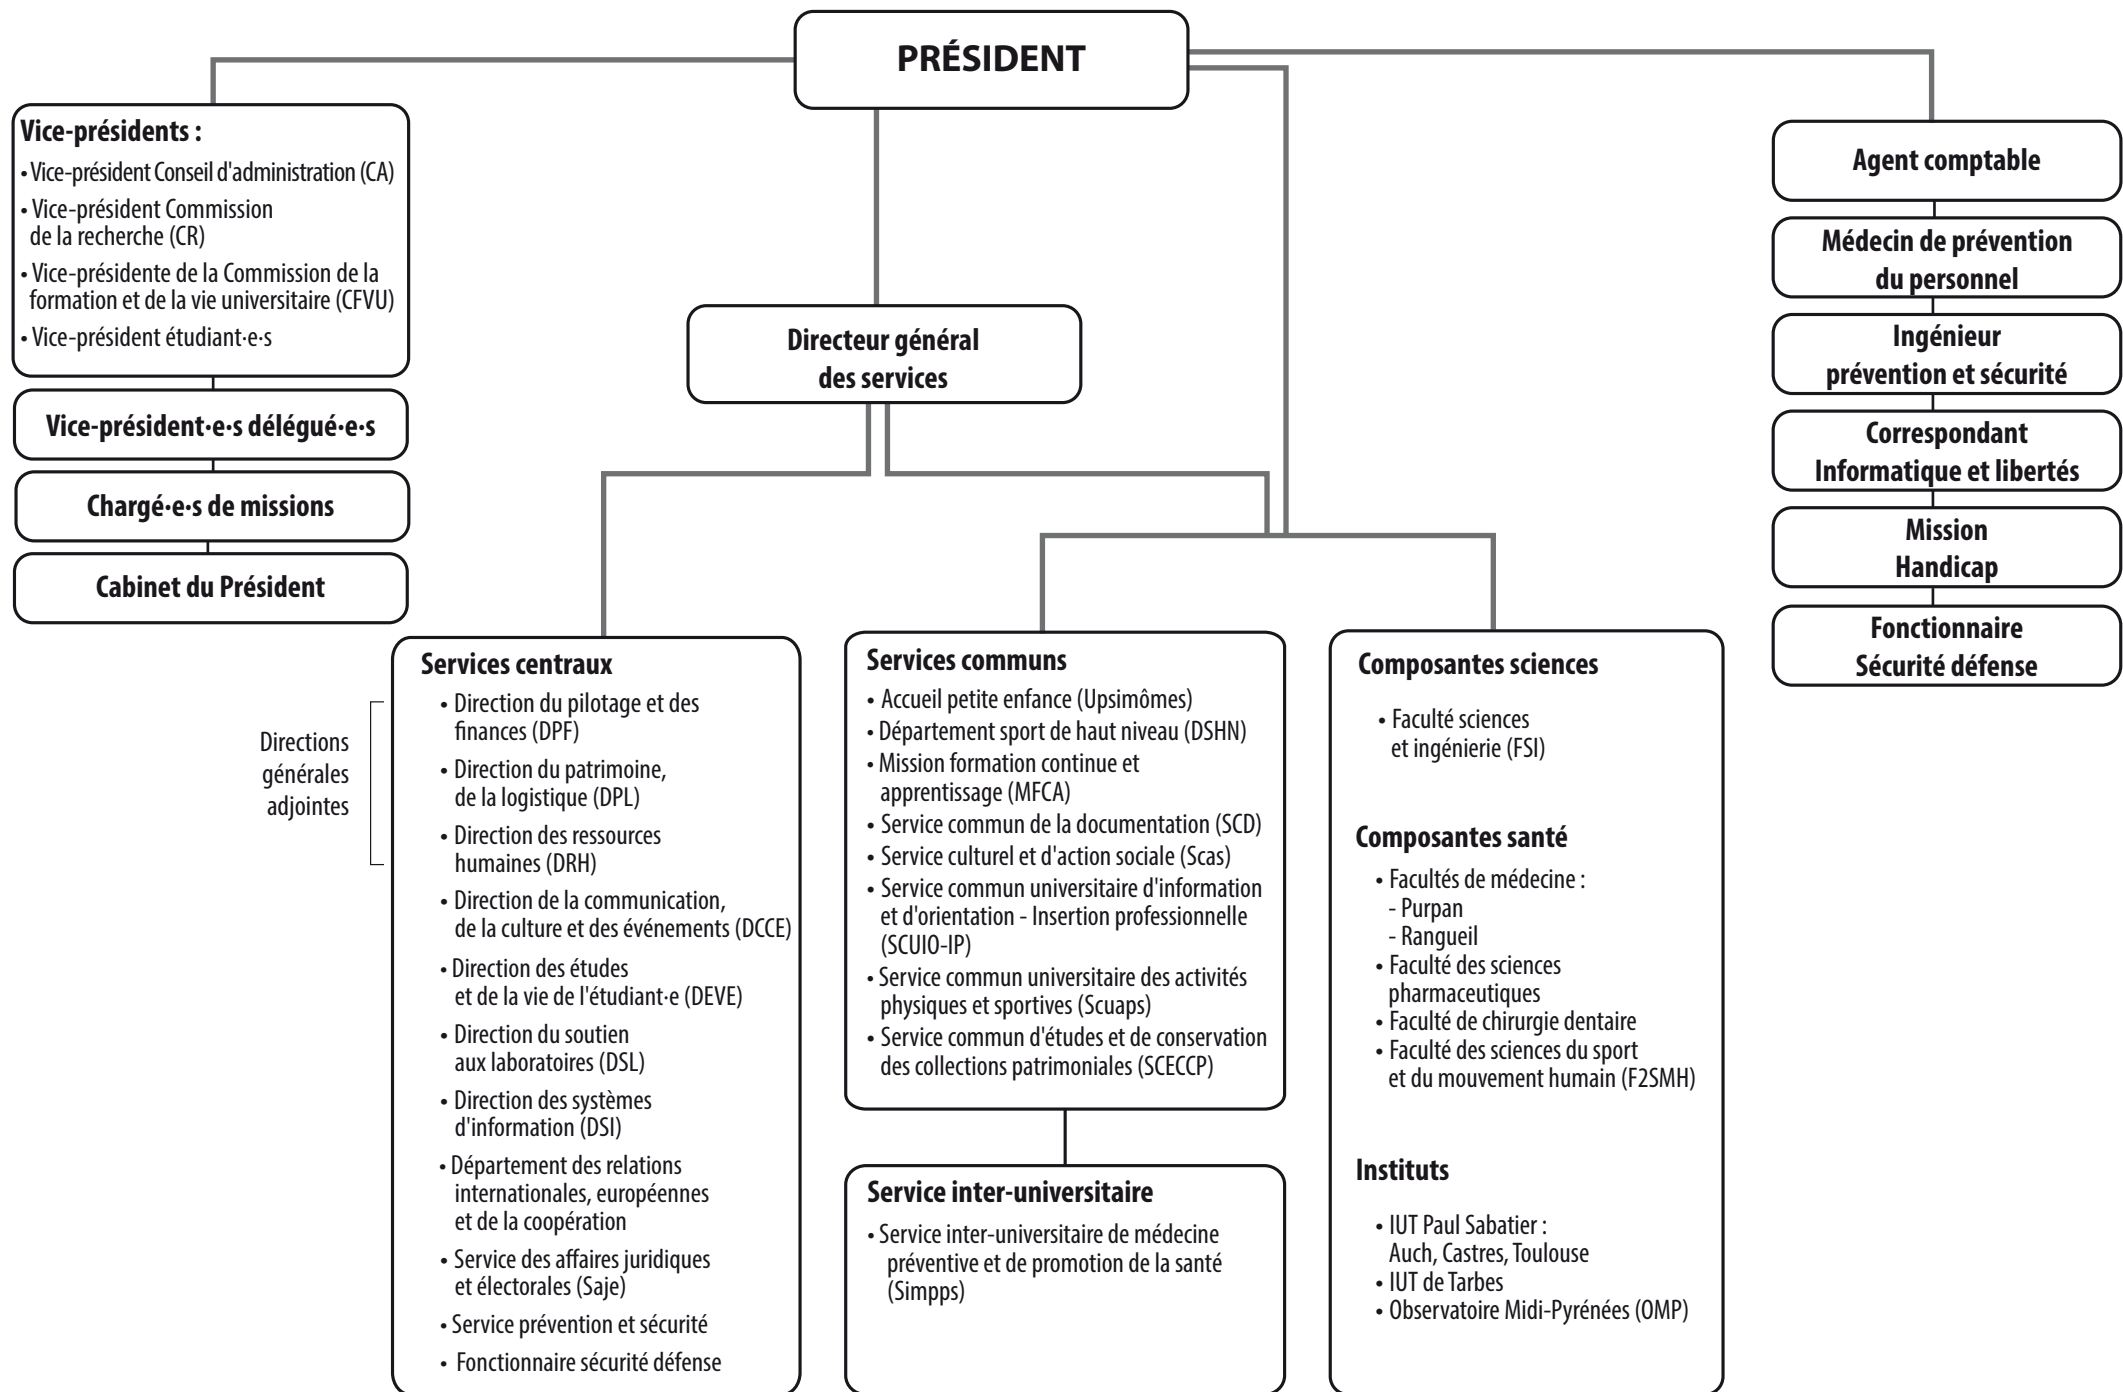 PRÉSIDENT
Vice-présidents :
• Vice-président Conseil d'administration (CA)
• Vice-président Commission
de la recherche (CR)
• Vice-présidente de la Commission de la
formation et de la vie universitaire (CFVU)
• Vice-président étudiant·e·s
Vice-président·e·s délégué·e·s
Chargé·e·s de missions
Cabinet du Président
Directeur général
des services
Agent comptable
Médecin de prévention
du personnel
Ingénieur
prévention et sécurité
Correspondant
Informatique et libertés
Mission
Handicap
Fonctionnaire
Sécurité défense
Directions
générales
adjointes
Services centraux
• Direction du pilotage et des
finances (DPF)
• Direction du patrimoine,
de la logistique (DPL)
• Direction des ressources
humaines (DRH)
• Direction de la communication,
de la culture et des événements (DCCE)
• Direction des études
et de la vie de l'étudiant·e (DEVE)
• Direction du soutien
aux laboratoires (DSL)
• Direction des systèmes
d'information (DSI)
• Département des relations
internationales, européennes
et de la coopération
• Service des affaires juridiques
et électorales (Saje)
• Service prévention et sécurité
• Fonctionnaire sécurité défense
Services communs
• Accueil petite enfance (Upsimômes)
• Département sport de haut niveau (DSHN)
• Mission formation continue et
apprentissage (MFCA)
• Service commun de la documentation (SCD)
• Service culturel et d'action sociale (Scas)
• Service commun universitaire d'information
et d'orientation - Insertion professionnelle
(SCUIO-IP)
• Service commun universitaire des activités
physiques et sportives (Scuaps)
• Service commun d'études et de conservation
des collections patrimoniales (SCECCP)
Service inter-universitaire
• Service inter-universitaire de médecine
préventive et de promotion de la santé
(Simpps)
Composantes sciences
• Faculté sciences
et ingénierie (FSI)
Composantes santé
• Facultés de médecine :
- Purpan
- Rangueil
• Faculté des sciences
pharmaceutiques
• Faculté de chirurgie dentaire
• Faculté des sciences du sport
et du mouvement humain (F2SMH)
Instituts
• IUT Paul Sabatier :
Auch, Castres, Toulouse
• IUT de Tarbes
• Observatoire Midi-Pyrénées (OMP)